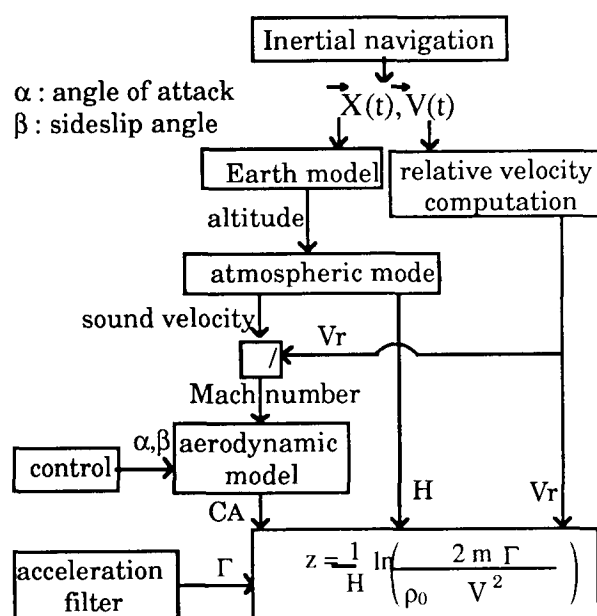 Inertial navigation
α : angle of attack
β : sideslip angle
X(t), V(t)
Earth model
relative velocity
computation
altitude
atmospheric mode
sound velocity
Vr
/
Mach number
α,β
aerodynamic
model
control
H
Vr
CA
acceleration
filter
Γ
z = 1/H ln( 2 m Γ / ρ₀ V² )